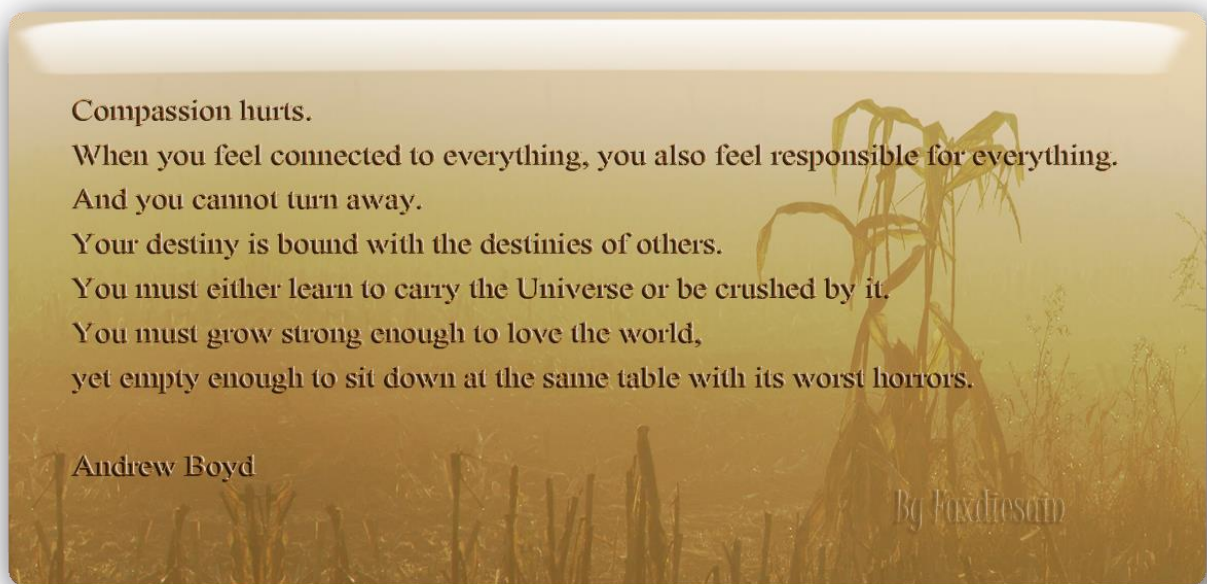 Compassion hurts.
When you feel connected to everything, you also feel responsible for everything.
And you cannot turn away.
Your destiny is bound with the destinies of others.
You must either learn to carry the Universe or be crushed by it.
You must grow strong enough to love the world,
yet empty enough to sit down at the same table with its worst horrors.
Andrew Boyd
By